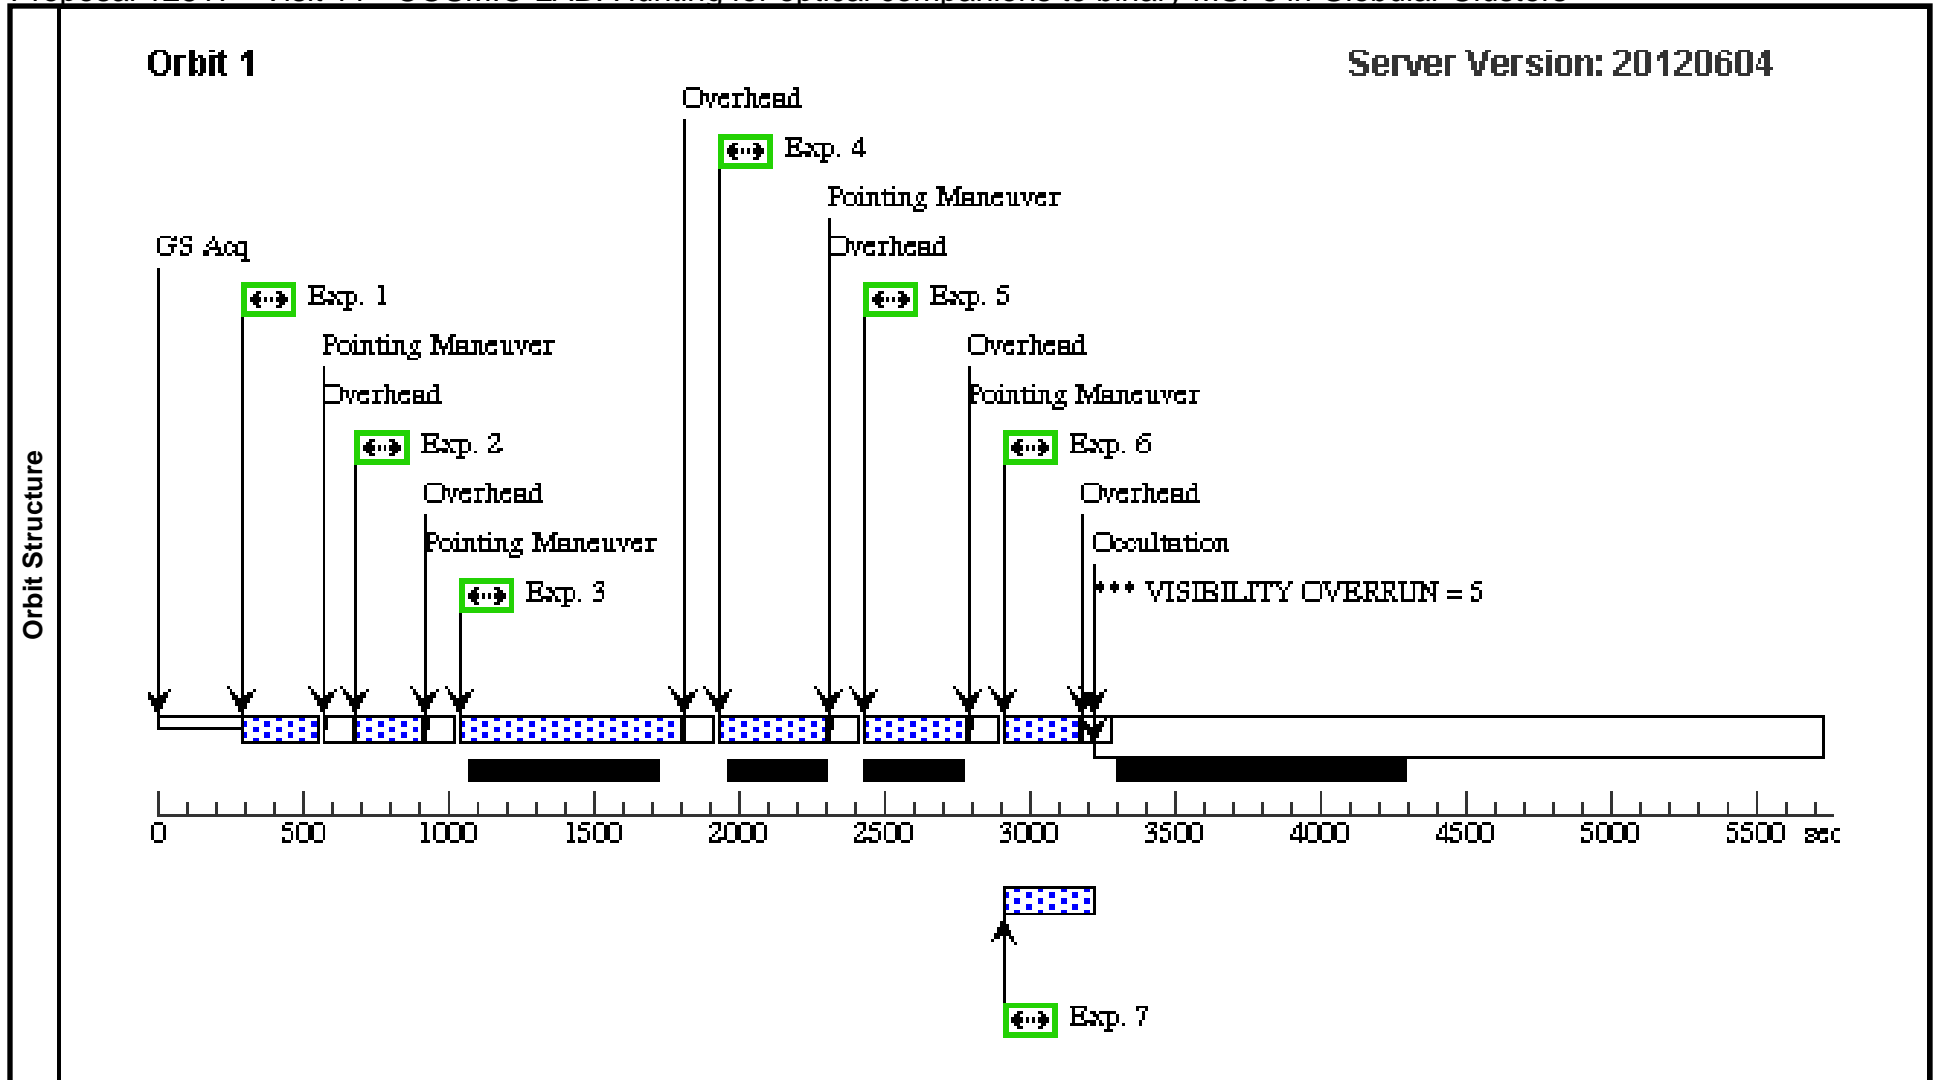 Orbit 1
Server Version: 20120604
Overhead
Exp. 4
Pointing Maneuver
GS Acq
Overhead
Exp. 1
Exp. 5
Pointing Maneuver
Overhead
Overhead
Pointing Maneuver
Exp. 2
Exp. 6
Overhead
Overhead
Pointing Maneuver
Occultation
Exp. 3
*** VISIBILITY OVERRUN = 5
Orbit Structure
0 500 1000 1500 2000 2500 3000 3500 4000 4500 5000 5500 sec
Exp. 7